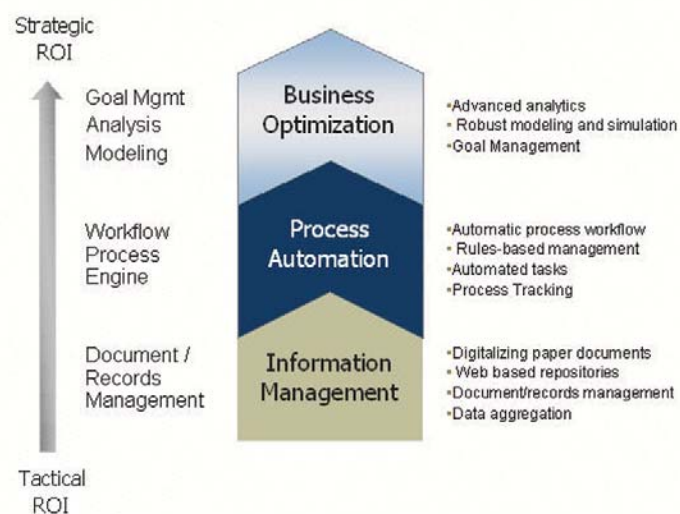 Strategic
ROI
Goal Mgmt
Analysis
Modeling
Business
Optimization
•Advanced analytics
• Robust modeling and simulation
•Goal Management
Workflow
Process
Engine
Process
Automation
•Automatic process workflow
• Rules-based management
•Automated tasks
•Process Tracking
Document /
Records
Management
Information
Management
•Digitalizing paper documents
• Web based repositories
•Document/records management
•Data aggregation
Tactical
ROI